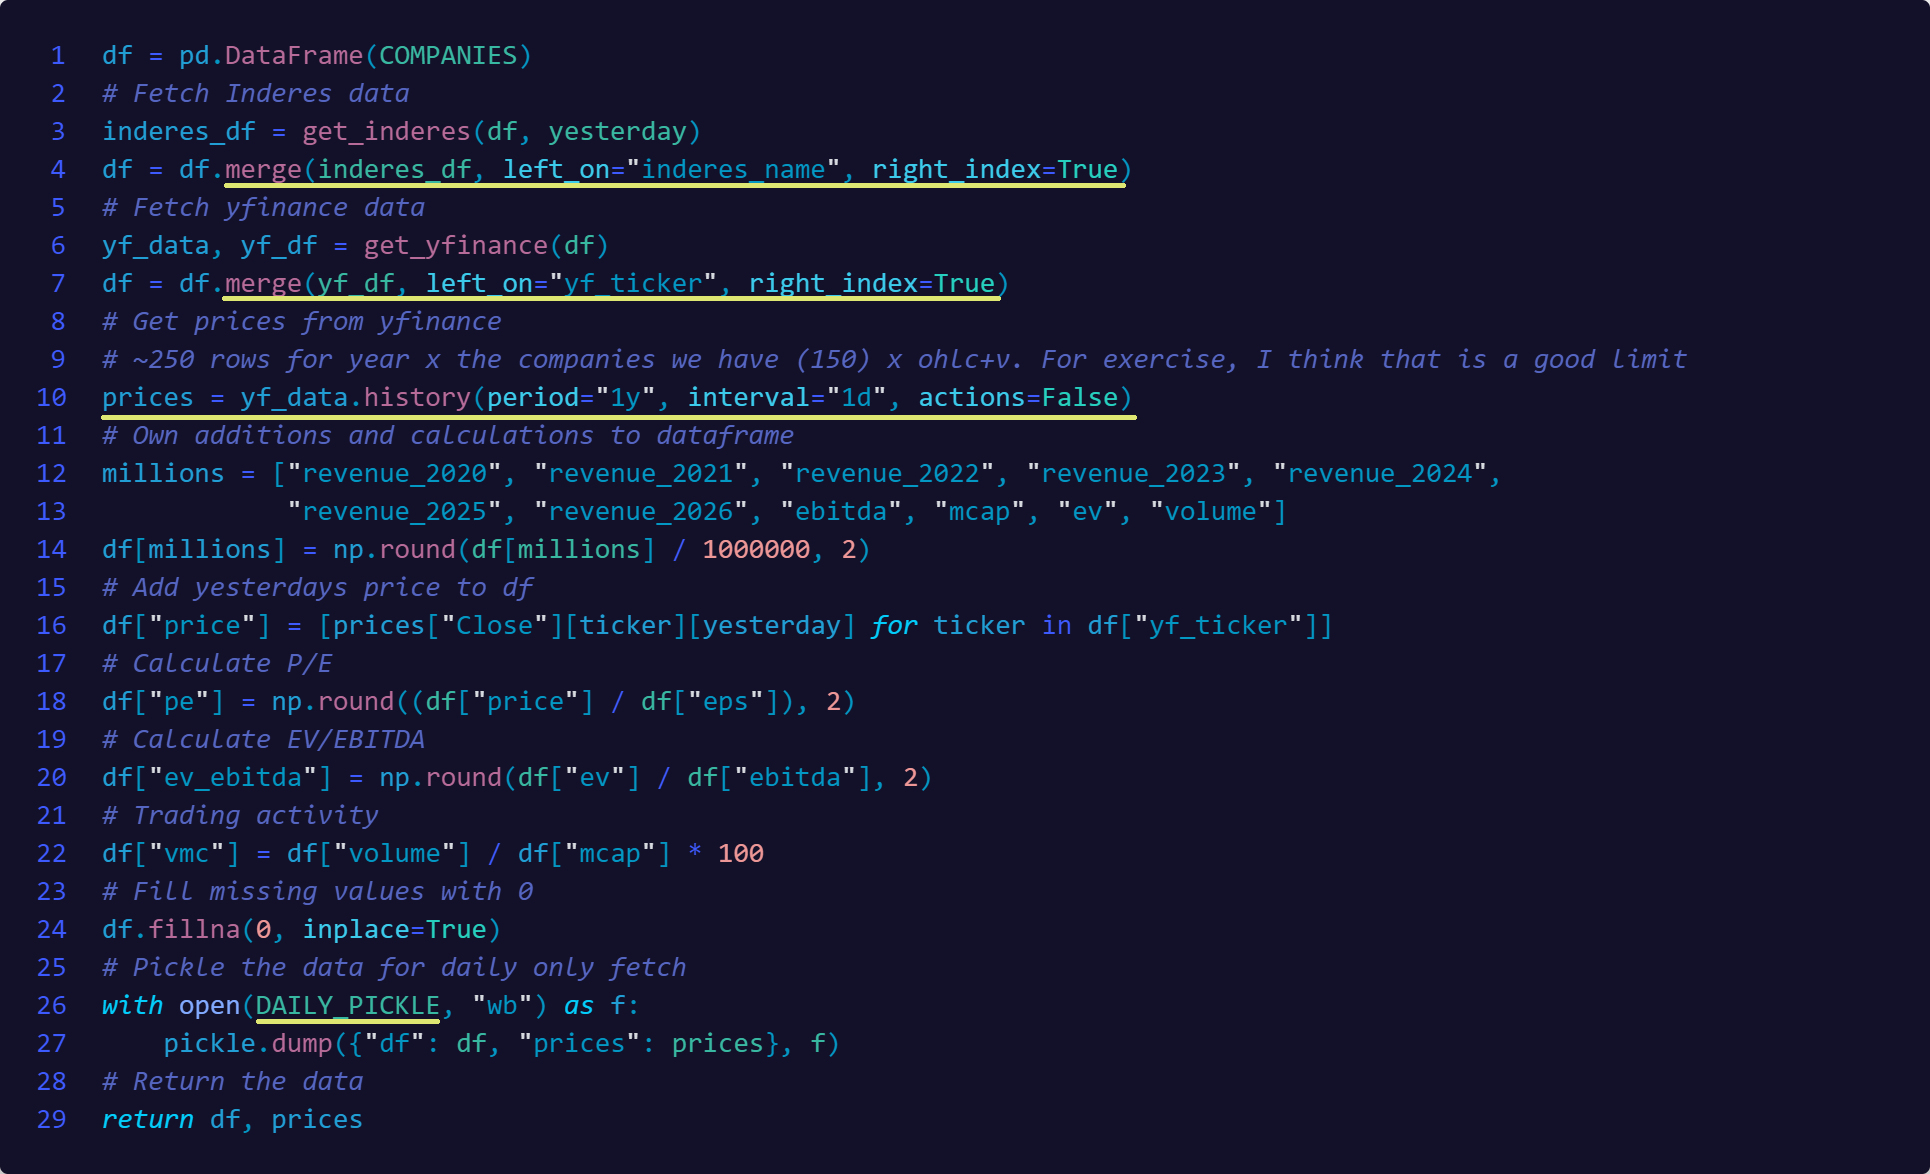 1 df = pd.DataFrame(COMPANIES)
2 # Fetch Inderes data
3 inderes_df = get_inderes(df, yesterday)
4 df = df.merge(inderes_df, left_on="inderes_name", right_index=True)
5 # Fetch yfinance data
6 yf_data, yf_df = get_yfinance(df)
7 df = df.merge(yf_df, left_on="yf_ticker", right_index=True)
8 # Get prices from yfinance
9 # ~250 rows for year x the companies we have (150) x ohlc+v. For exercise, I think that is a good limit
10 prices = yf_data.history(period="1y", interval="1d", actions=False)
11 # Own additions and calculations to dataframe
12 millions = ["revenue_2020", "revenue_2021", "revenue_2022", "revenue_2023", "revenue_2024",
13             "revenue_2025", "revenue_2026", "ebitda", "mcap", "ev", "volume"]
14 df[millions] = np.round(df[millions] / 1000000, 2)
15 # Add yesterdays price to df
16 df["price"] = [prices["Close"][ticker][yesterday] for ticker in df["yf_ticker"]]
17 # Calculate P/E
18 df["pe"] = np.round((df["price"] / df["eps"]), 2)
19 # Calculate EV/EBITDA
20 df["ev_ebitda"] = np.round(df["ev"] / df["ebitda"], 2)
21 # Trading activity
22 df["vmc"] = df["volume"] / df["mcap"] * 100
23 # Fill missing values with 0
24 df.fillna(0, inplace=True)
25 # Pickle the data for daily only fetch
26 with open(DAILY_PICKLE, "wb") as f:
27     pickle.dump({"df": df, "prices": prices}, f)
28 # Return the data
29 return df, prices